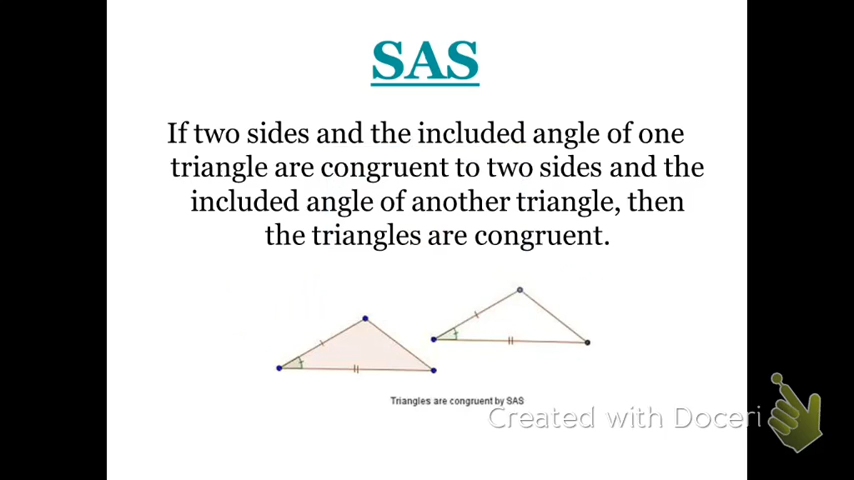 SAS
If two sides and the included angle of one
triangle are congruent to two sides and the
included angle of another triangle, then
the triangles are congruent.
Triangles are congruent by SAS
Created with Doceri